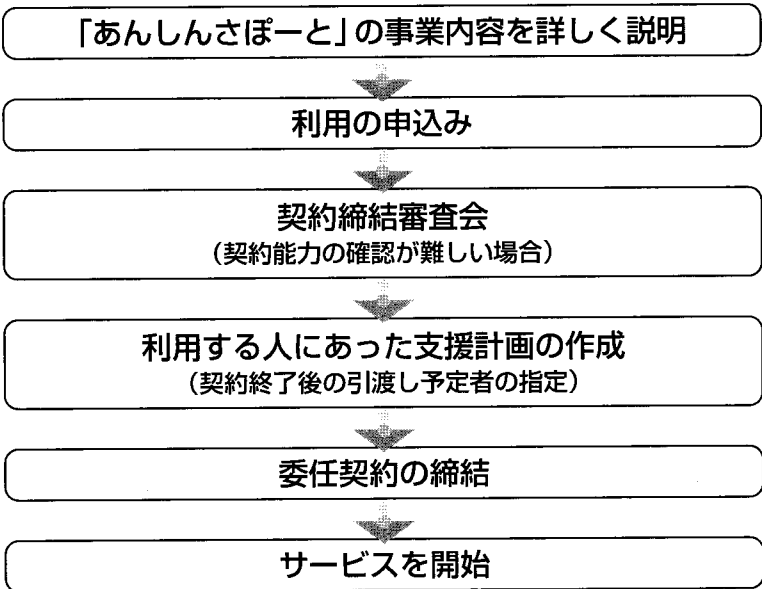 「あんしんさぽーと」の事業内容を詳しく説明
利用の申込み
契約締結審査会
（契約能力の確認が難しい場合）
利用する人にあった支援計画の作成
（契約終了後の引渡し予定者の指定）
委任契約の締結
サービスを開始